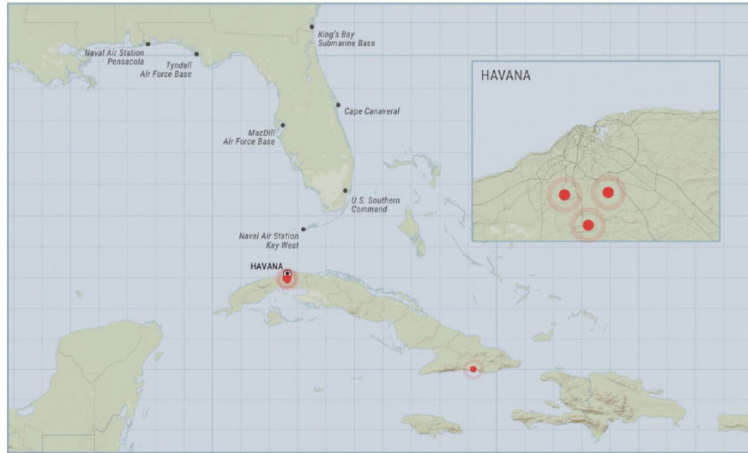 King's Bay
Submarine Base
Naval Air Station
Pensacola
Tyndall
Air Force Base
Cape Canaveral
MacDill
Air Force Base
U.S. Southern
Command
Naval Air Station
Key West
HAVANA
HAVANA